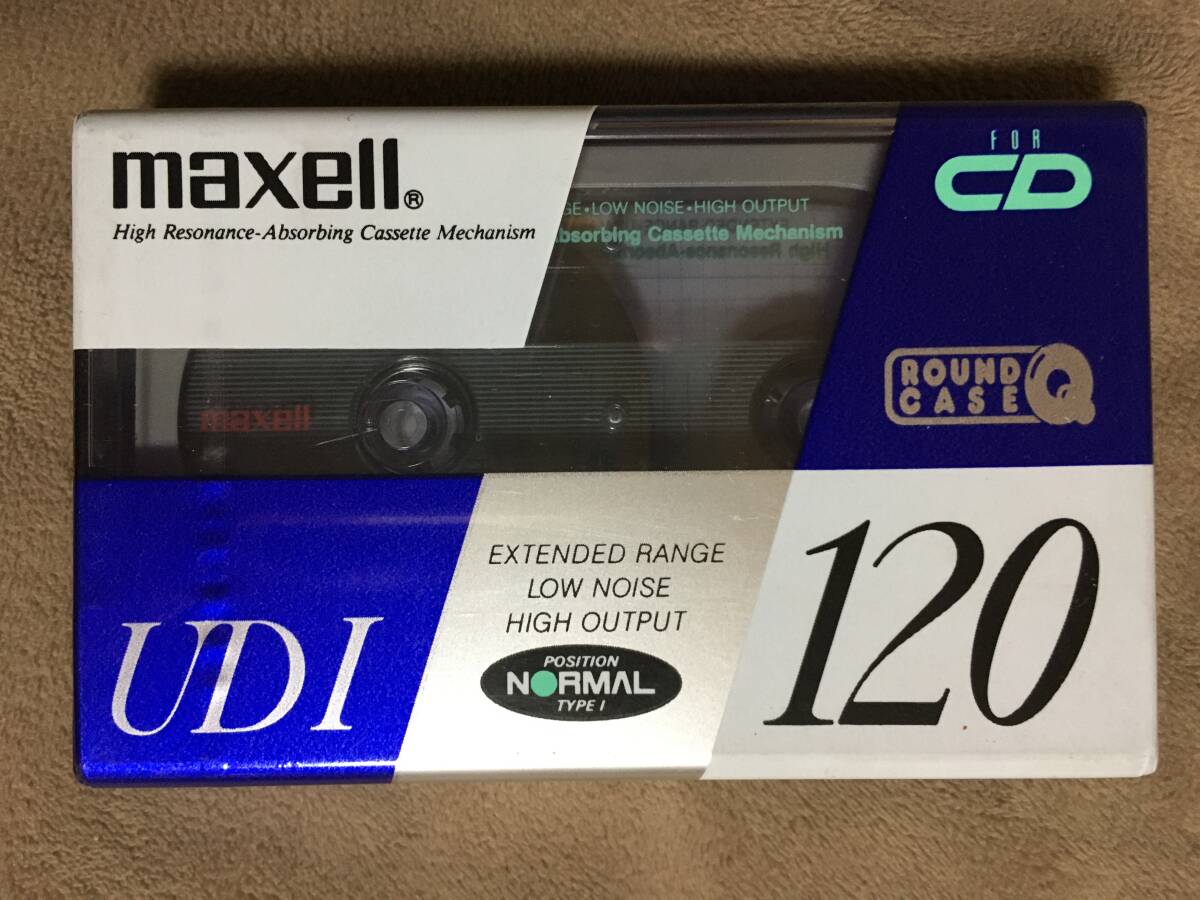 maxell®
High Resonance-Absorbing Cassette Mechanism
FOR
CD
•LOW NOISE•HIGH OUTPUT
Cassette Mechanism
ROUND
CASE
maxell
EXTENDED RANGE
LOW NOISE
HIGH OUTPUT
POSITION
NORMAL
TYPE I
UDI
120